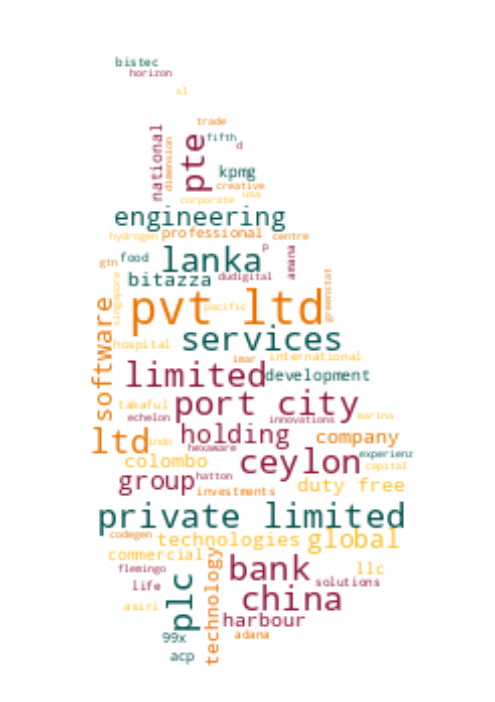 bistec
horizon
sl
trade
national
dimension
pte
fifth
d
kpmg
creative
corporate usa
engineering
hydrogen professional centre
gtn food lanka p amana
bitazza dudigital
singapore pvt ltd pacific greenstat
software services
hospital imar international
limited development
takaful port city
echelon innovations marina
ltd indo holding company
hexaware experienz
colombo ceylon capital
group hatton duty free
investments
private limited
codegen technologies global
commercial
flemingo bank llc
life plc technology solutions
asiri china
harbour
99x adana
acp